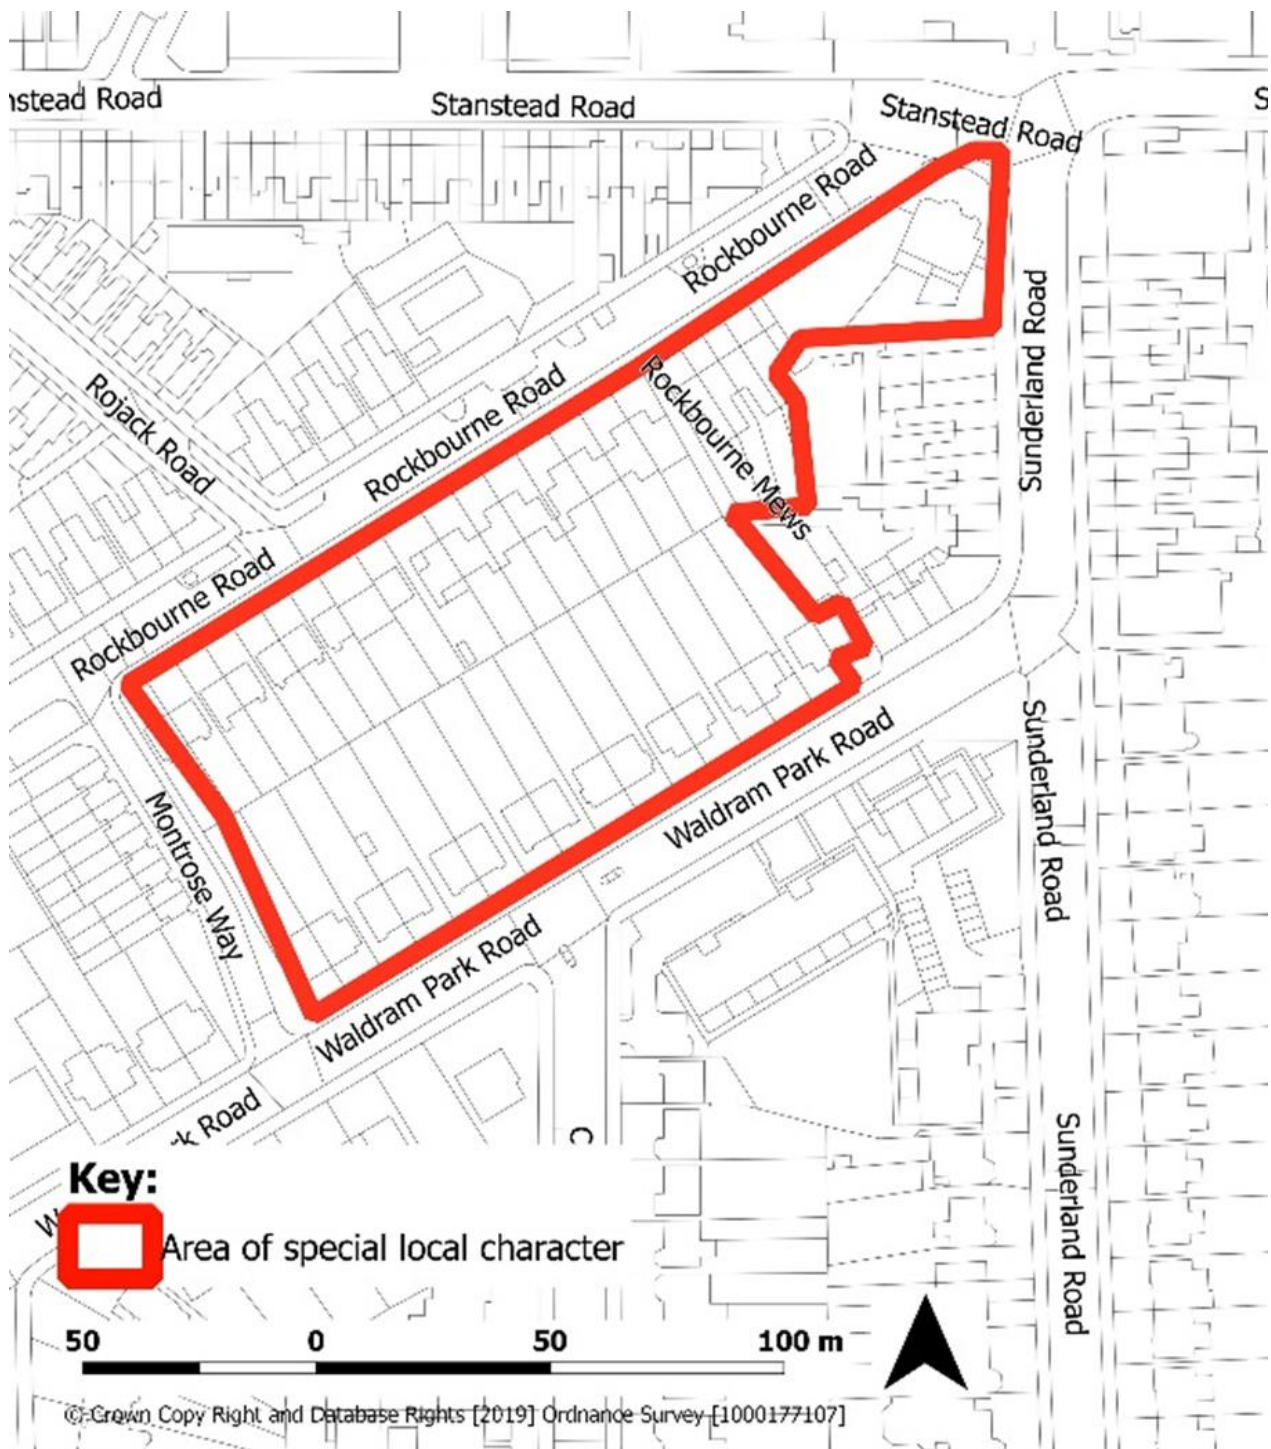 nstead Road
Stanstead Road
Stanstead Road
S
Rockbourne Road
Rockbourne Road
Rockbourne Road
Rojack Road
Rockbourne Mews
Sunderland Road
Montrose Way
Waldram Park Road
Waldram Park Road
Sunderland Road
rk Road
C
W
Sunderland Road
Key:
Area of special local character
50 0 50 100 m
© Crown Copy Right and Database Rights [2019] Ordnance Survey [1000177107]